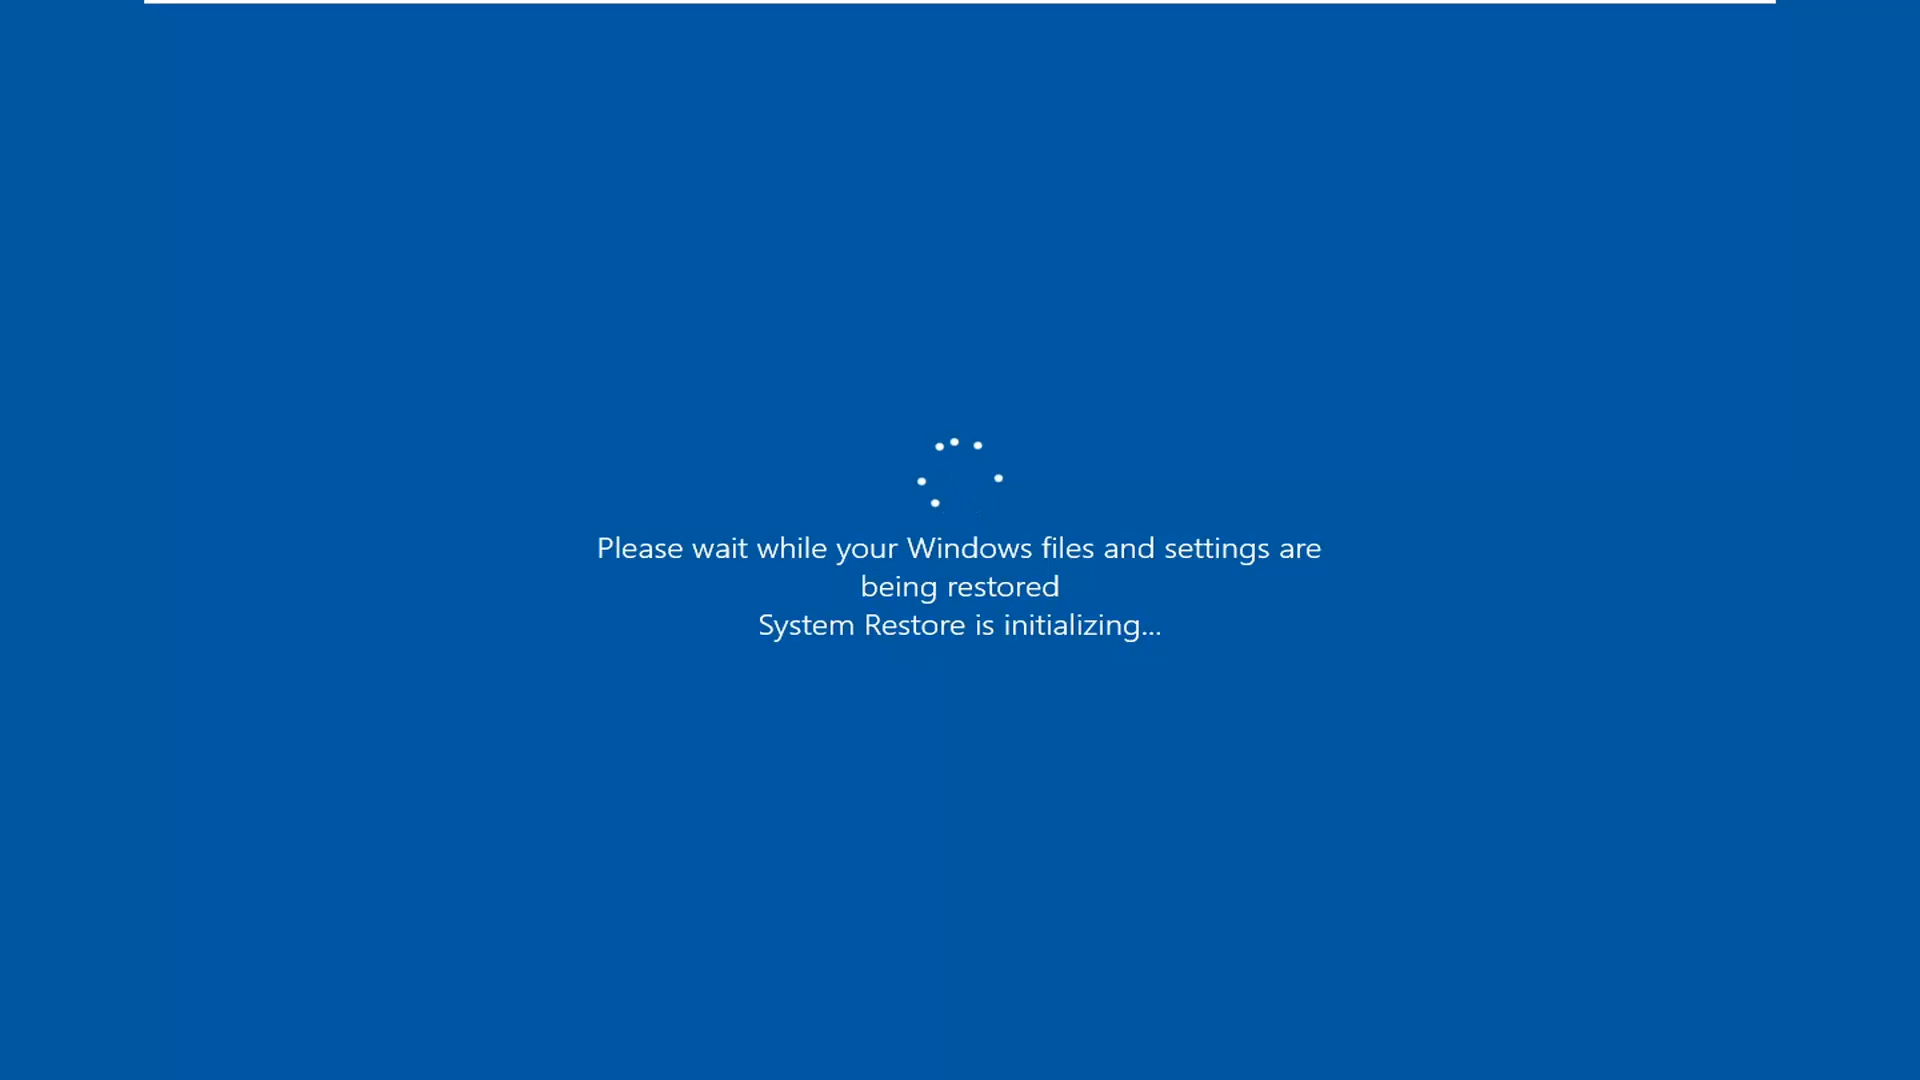 Please wait while your Windows files and settings are
being restored
System Restore is initializing...